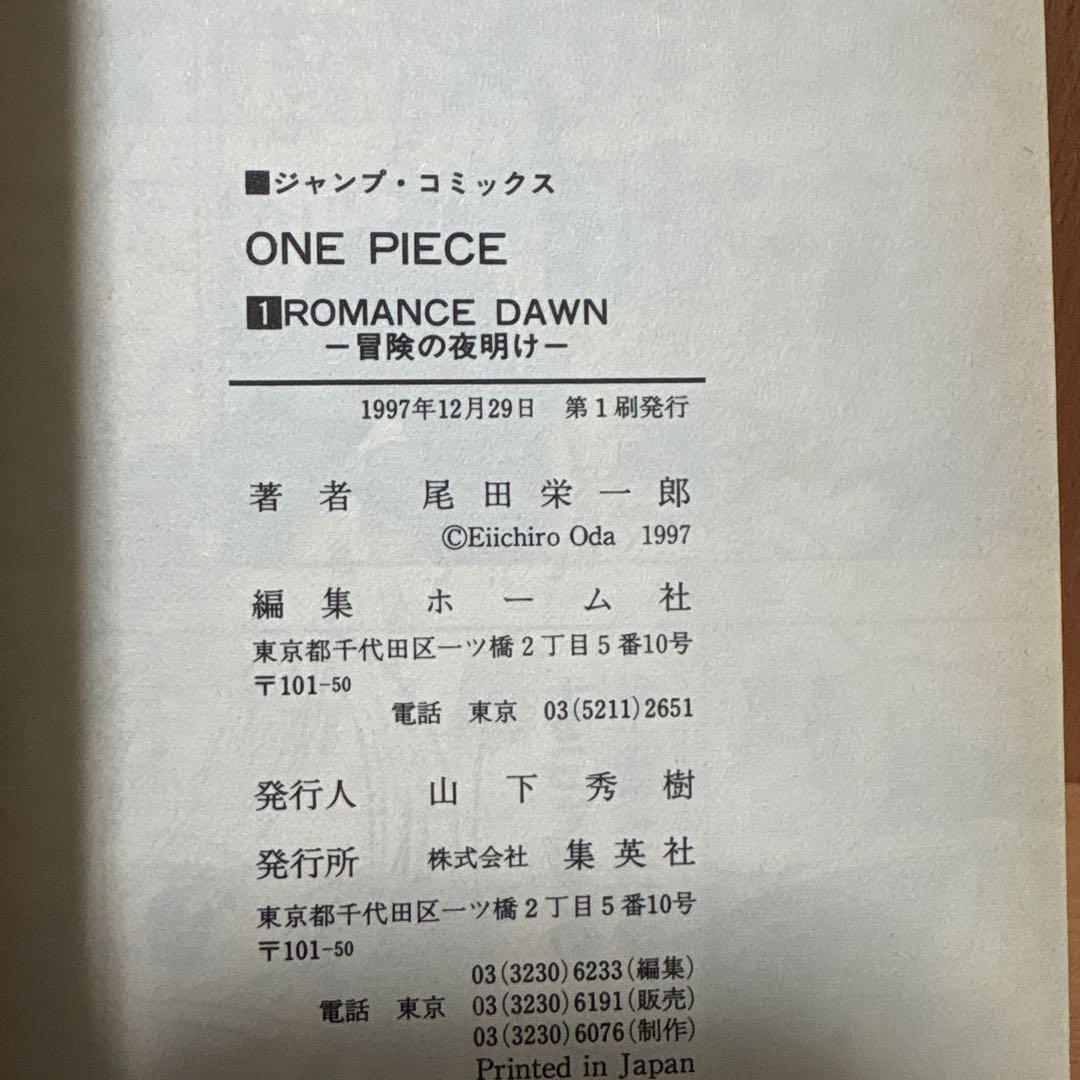 ■ジャンプ・コミックス
ONE PIECE
1 ROMANCE DAWN
―冒険の夜明け―
1997年12月29日 第1刷発行
著者 尾田栄一郎
©Eiichiro Oda 1997
編集 ホーム社
東京都千代田区一ツ橋2丁目5番10号
〒101-50
電話 東京 03(5211)2651
発行人 山下秀樹
発行所 株式会社 集英社
東京都千代田区一ツ橋2丁目5番10号
〒101-50
03(3230)6233(編集)
電話 東京 03(3230)6191(販売)
03(3230)6076(制作)
Printed in Japan